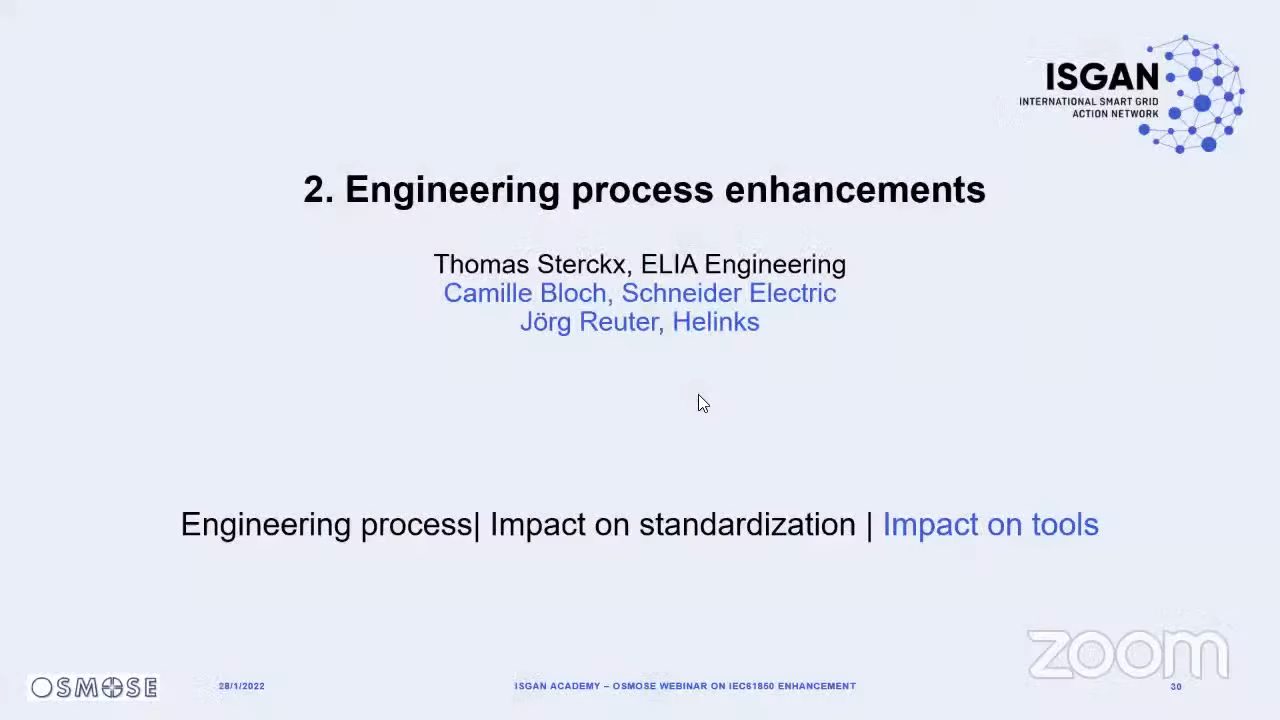 ISGAN
INTERNATIONAL SMART GRID
ACTION NETWORK
2. Engineering process enhancements
Thomas Sterckx, ELIA Engineering
Camille Bloch, Schneider Electric
Jörg Reuter, Helinks
Engineering process| Impact on standardization | Impact on tools
zoom
OSMOSE
28/1/2022
ISGAN ACADEMY – OSMOSE WEBINAR ON IEC61850 ENHANCEMENT
30